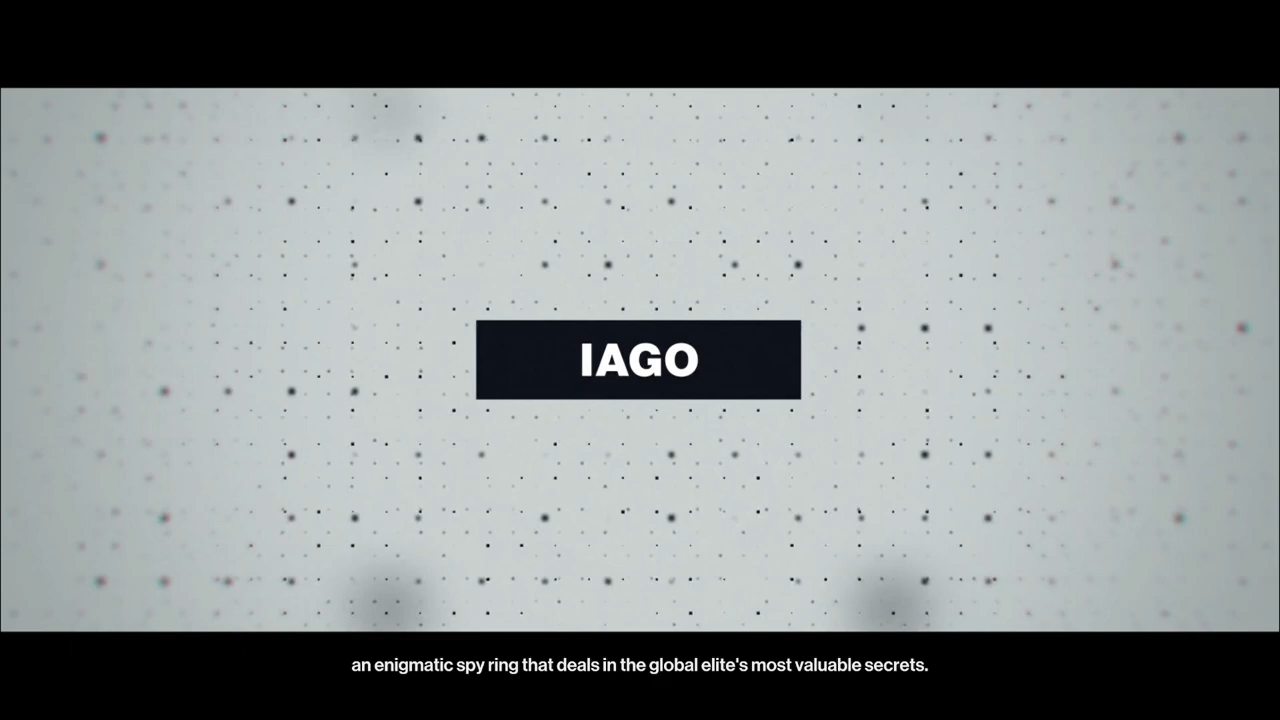 IAGO
an enigmatic spy ring that deals in the global elite's most valuable secrets.